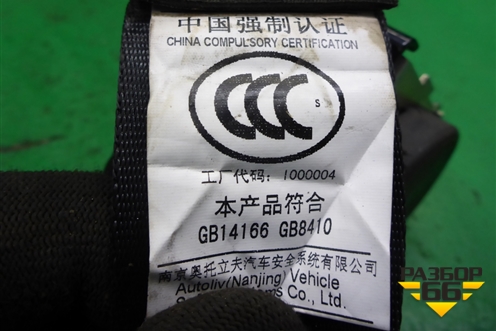 中国强制认证
CHINA COMPULSORY CERTIFICATION
CCC
S
工厂代码: 1000004
本产品符合
GB14166 GB8410
南京奥托立夫汽车安全系统有限公司
Autoliv(Nanjing) Vehicle
Co., Ltd.
РАЗБОР
66